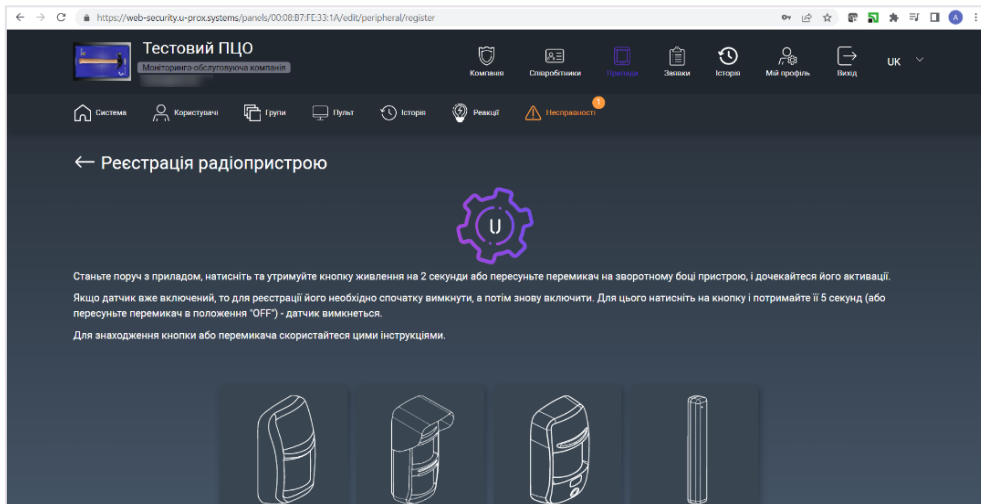 https://web-security.u-prox.systems/panels/00:08:B7:FE:33:1A/edit/peripheral/register
A
Тестовий ПЦО
Моніторинго-обслуговуюча компанія
Компанія Співробітники Прилади Заявки Історія Мій профіль Вихід UK
Система Користувачі Групи Пульт Історія Реакції Несправності 1
← Реєстрація радіопристрою
U
Станьте поруч з приладом, натисніть та утримуйте кнопку живлення на 2 секунди або пересуньте перемикач на зворотному боці пристрою, і дочекайтеся його активації.
Якщо датчик вже включений, то для реєстрації його необхідно спочатку вимкнути, а потім знову включити. Для цього натисніть на кнопку і потримайте її 5 секунд (або
пересуньте перемикач в положення "OFF") - датчик вимкнеться.
Для знаходження кнопки або перемикача скористайтеся цими інструкціями.